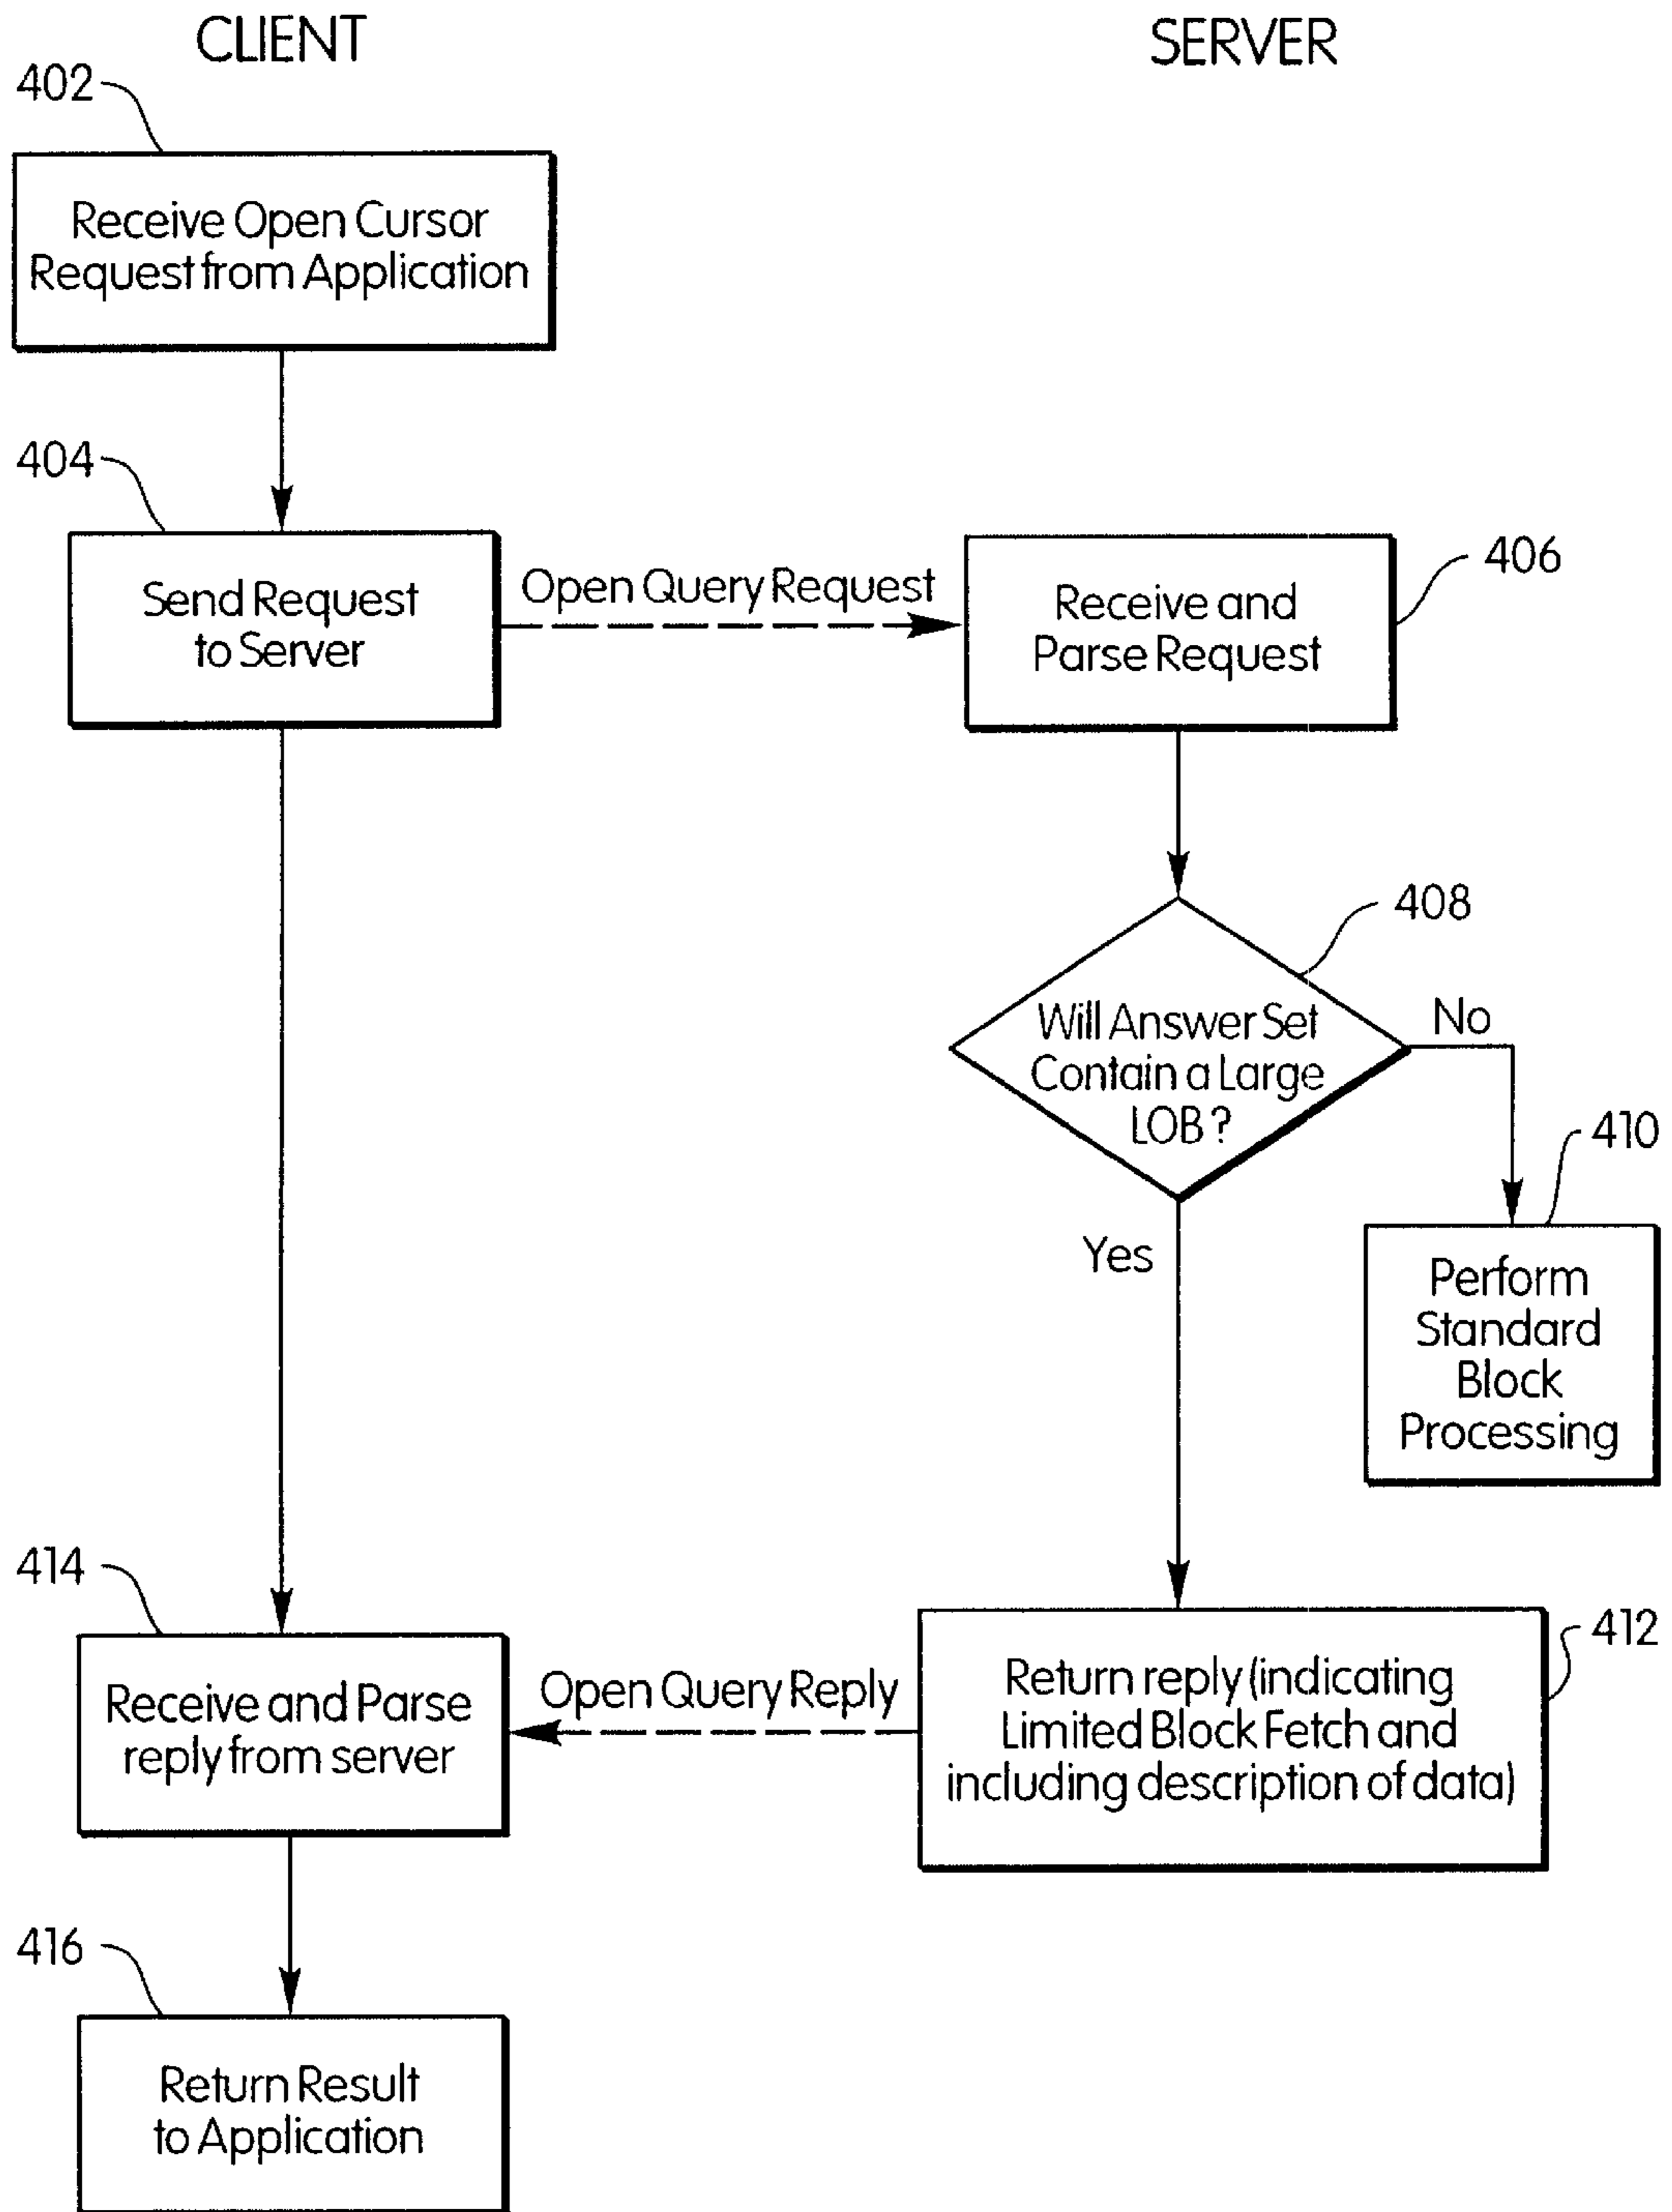 CLIENT
SERVER
402
Receive Open Cursor
Request from Application
404
Send Request
to Server
Open Query Request
406
Receive and
Parse Request
408
Will Answer Set
Contain a Large
LOB?
No
Yes
410
Perform
Standard
Block
Processing
414
Receive and Parse
reply from server
Open Query Reply
412
Return reply (indicating
Limited Block Fetch and
including description of data)
416
Return Result
to Application